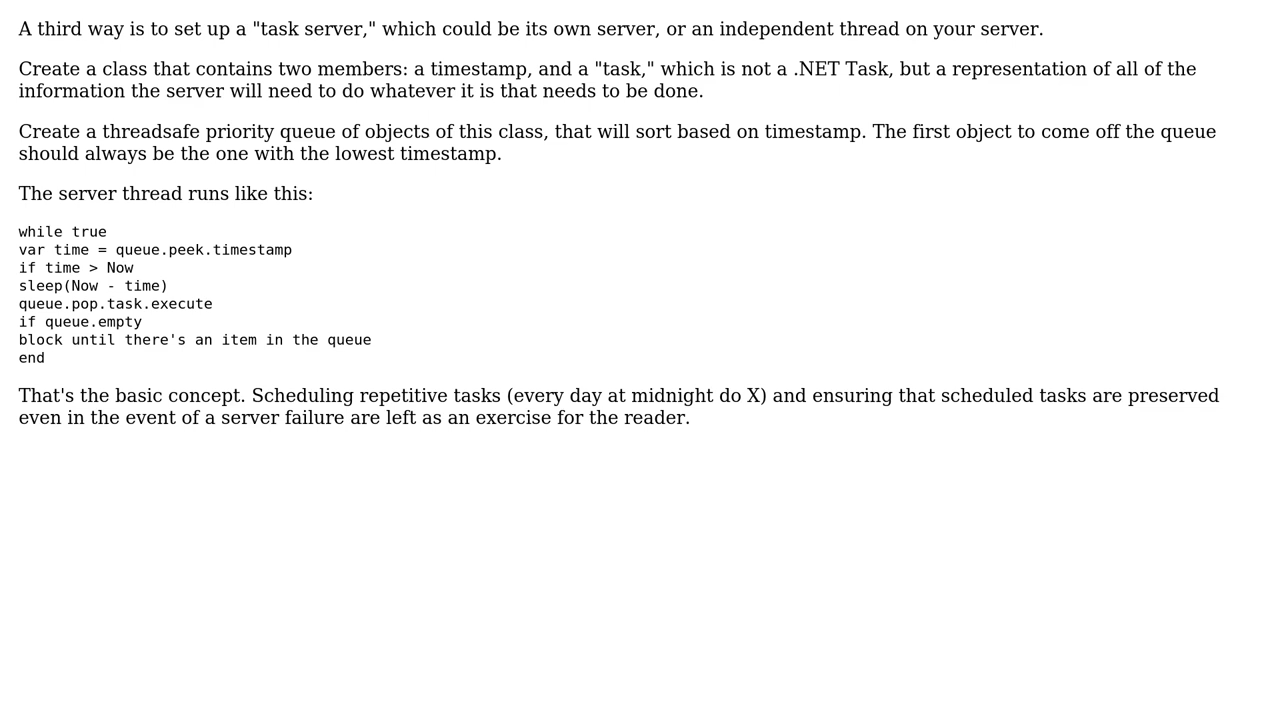 A third way is to set up a "task server," which could be its own server, or an independent thread on your server.
Create a class that contains two members: a timestamp, and a "task," which is not a .NET Task, but a representation of all of the
information the server will need to do whatever it is that needs to be done.
Create a threadsafe priority queue of objects of this class, that will sort based on timestamp. The first object to come off the queue
should always be the one with the lowest timestamp.
The server thread runs like this:
while true
var time = queue.peek.timestamp
if time > Now
sleep(Now - time)
queue.pop.task.execute
if queue.empty
block until there's an item in the queue
end
That's the basic concept. Scheduling repetitive tasks (every day at midnight do X) and ensuring that scheduled tasks are preserved
even in the event of a server failure are left as an exercise for the reader.